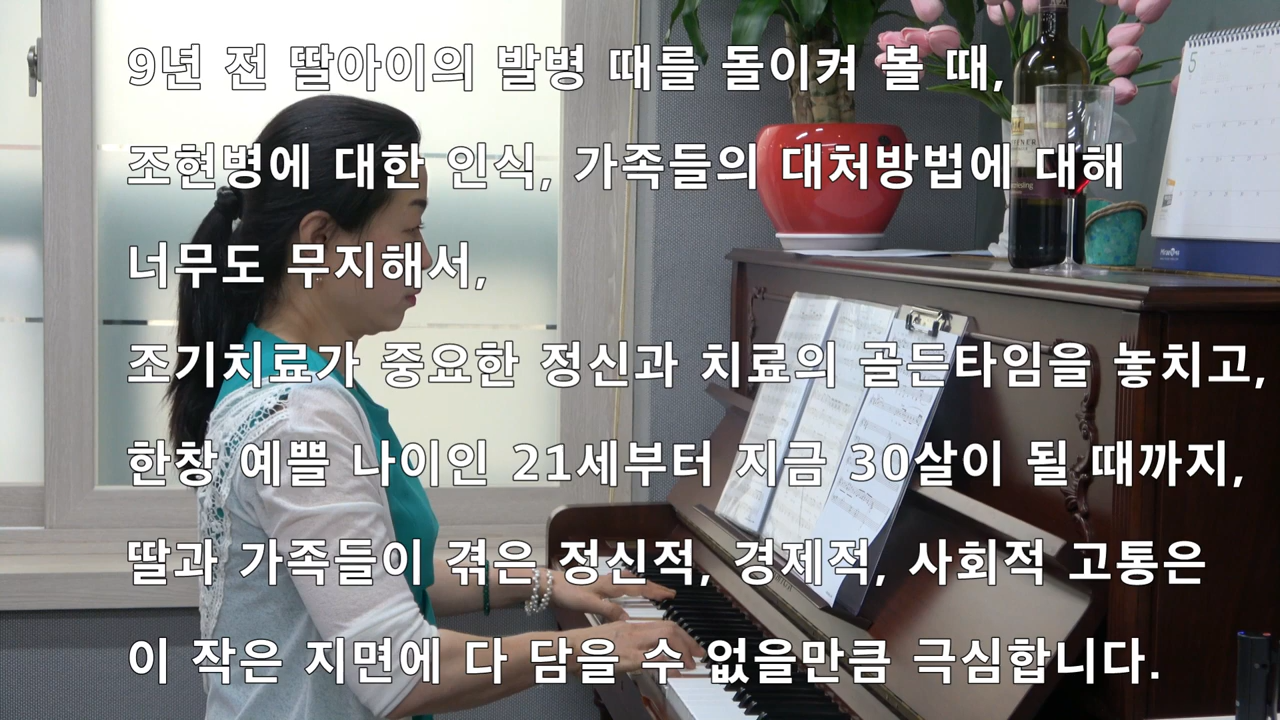 9년 전 딸아이의 발병 때를 돌이켜 볼 때,
조현병에 대한 인식, 가족들의 대처방법에 대해
너무도 무지해서,
조기치료가 중요한 정신과 치료의 골든타임을 놓치고,
한창 예쁠 나이인 21세부터 지금 30살이 될 때까지,
딸과 가족들이 겪은 정신적, 경제적, 사회적 고통은
이 작은 지면에 다 담을 수 없을만큼 극심합니다.
5